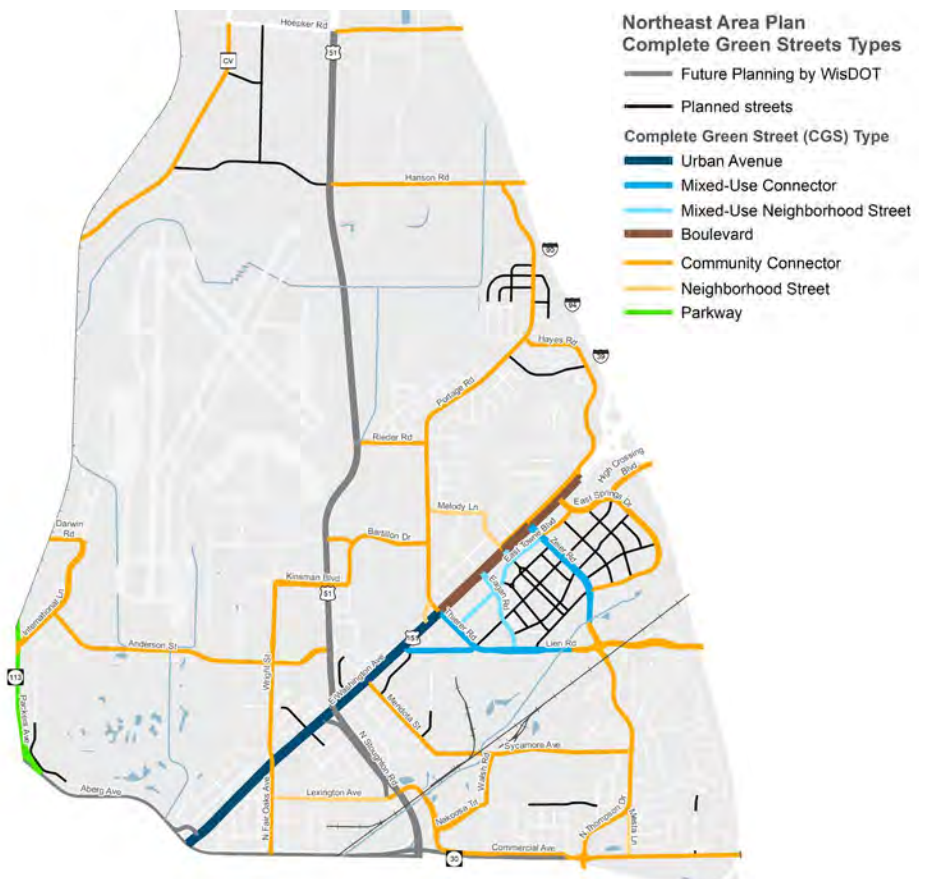 Northeast Area Plan
Complete Green Streets Types
Future Planning by WisDOT
Planned streets
Complete Green Street (CGS) Type
Urban Avenue
Mixed-Use Connector
Mixed-Use Neighborhood Street
Boulevard
Community Connector
Neighborhood Street
Parkway
Hoepker Rd
51
CV
Hanson Rd
90
94
Hayes Rd
39
Portage Rd
Rieder Rd
High Crossing
Blvd
East Springs Dr
Melody Ln
East Towne Blvd
Zeier Rd
Darwin
Rd
Bartillon Dr
Kinsman Blvd
Eagan Rd
51
International Ln
Thierer Rd
151
Anderson St
Lien Rd
Wright St
E Washington Ave
113
Packers Ave
Mendota St
N Stoughton Rd
Sycamore Ave
Walsh Rd
Aberg Ave
Lexington Ave
N Fair Oaks Ave
Nakoosa Trl
N Thompson Dr
Mesta Ln
30
Commercial Ave